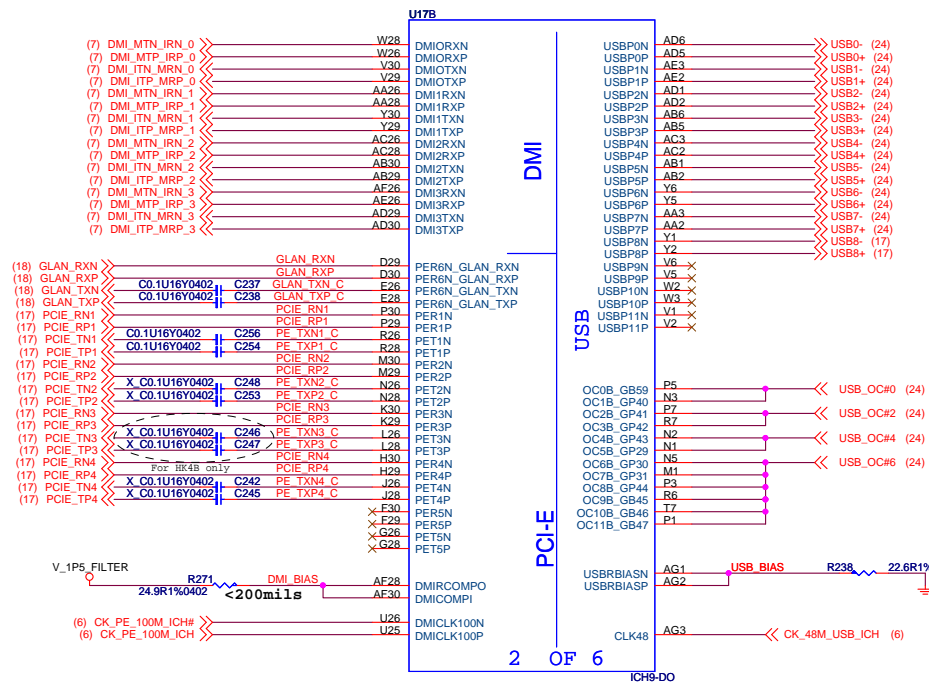 U17B
(7) DMI_MTN_IRN_0 W28 DMIORXN USBP0N AD6 USB0- (24)
(7) DMI_MTP_IRP_0 W26 DMIORXP USBP0P AD5 USB0+ (24)
(7) DMI_ITN_MRN_0 V30 DMIOTXN USBP1N AE3 USB1- (24)
(7) DMI_ITP_MRP_0 V29 DMIOTXP USBP1P AE2 USB1+ (24)
(7) DMI_MTN_IRN_1 AA26 DMI1RXN USBP2N AD1 USB2- (24)
(7) DMI_MTP_IRP_1 AA28 DMI1RXP USBP2P AD2 USB2+ (24)
(7) DMI_ITN_MRN_1 Y30 DMI1TXN USBP3N AB6 USB3- (24)
(7) DMI_ITP_MRP_1 Y29 DMI1TXP USBP3P AB5 USB3+ (24)
(7) DMI_MTN_IRN_2 AC26 DMI2RXN USBP4N AC3 USB4- (24)
(7) DMI_MTP_IRP_2 AC28 DMI2RXP USBP4P AC2 USB4+ (24)
(7) DMI_ITN_MRN_2 AB30 DMI2TXN USBP5N AB1 USB5- (24)
(7) DMI_ITP_MRP_2 AB29 DMI2TXP USBP5P AB2 USB5+ (24)
(7) DMI_MTN_IRN_3 AF26 DMI3RXN USBP6N Y6 USB6- (24)
(7) DMI_MTP_IRP_3 AE26 DMI3RXP USBP6P Y5 USB6+ (24)
(7) DMI_ITN_MRN_3 AD29 DMI3TXN USBP7N AA3 USB7- (24)
(7) DMI_ITP_MRP_3 AD30 DMI3TXP USBP7P AA2 USB7+ (24)
USBP8N Y1 USB8- (17)
USBP8P Y2 USB8+ (17)
DMI
(18) GLAN_RXN GLAN_RXN D29 PER6N_GLAN_RXN USBP9N V6
(18) GLAN_RXP GLAN_RXP D30 PER6N_GLAN_RXP USBP9P V5
(18) GLAN_TXN C0.1U16Y0402 C237 GLAN_TXN_C E26 PER6N_GLAN_TXN USBP10N W2
(18) GLAN_TXP C238 GLAN_TXP_C E28 PER6N_GLAN_TXP USBP10P W3
(17) PCIE_RN1 PCIE_RN1 P30 PER1N USBP11N V1
(17) PCIE_RP1 PCIE_RP1 P29 PER1P USBP11P V2
USB
(17) PCIE_TN1 C0.1U16Y0402 C256 PE_TXN1_C R26 PET1N
(17) PCIE_TP1 C0.1U16Y0402 C254 PE_TXP1_C R28 PET1P
(17) PCIE_RN2 PCIE_RN2 M30 PER2N
(17) PCIE_RP2 PCIE_RP2 M29 PER2P
(17) PCIE_TN2 X_C0.1U16Y0402 C248 PE_TXN2_C N26 PET2N OC0B_GB59 P5 USB_OC#0 (24)
(17) PCIE_TP2 X_C0.1U16Y0402 C253 PE_TXP2_C N28 PET2P OC1B_GP40 N3
(17) PCIE_RN3 PCIE_RN3 K30 PER3N OC2B_GP41 P7 USB_OC#2 (24)
(17) PCIE_RP3 PCIE_RP3 K29 PER3P OC3B_GP42 R7
(17) PCIE_TN3 X_C0.1U16Y0402 C246 PE_TXN3_C L26 PET3N OC4B_GP43 N2 USB_OC#4 (24)
(17) PCIE_TP3 X_C0.1U16Y0402 C247 PE_TXP3_C L28 PET3P OC5B_GP29 N1
(17) PCIE_RN4 PCIE_RN4 H30 PER4N OC6B_GP30 N5 USB_OC#6 (24)
For HK4B only
(17) PCIE_RP4 PCIE_RP4 H29 PER4P OC7B_GP31 M1
(17) PCIE_TN4 X_C0.1U16Y0402 C242 PE_TXN4_C J26 PET4N OC8B_GP44 P3
(17) PCIE_TP4 X_C0.1U16Y0402 C245 PE_TXP4_C J28 PET4P OC9B_GB45 R6
F30 PER5N OC10B_GB46 T7
F29 PER5P OC11B_GB47 P1
G26 PET5N
G28 PET5P
PCI-E
V_1P5_FILTER
R271 DMI_BIAS AF28 DMIRCOMPO USBRBIASN AG1 USB_BIAS R238 22.6R1%
24.9R1%0402 <200mils AF30 DMICOMPI USBRBIASP AG2
(6) CK_PE_100M_ICH# U26 DMICLK100N
(6) CK_PE_100M_ICH U25 DMICLK100P CLK48 AG3 CK_48M_USB_ICH (6)
2 OF 6
ICH9-DO